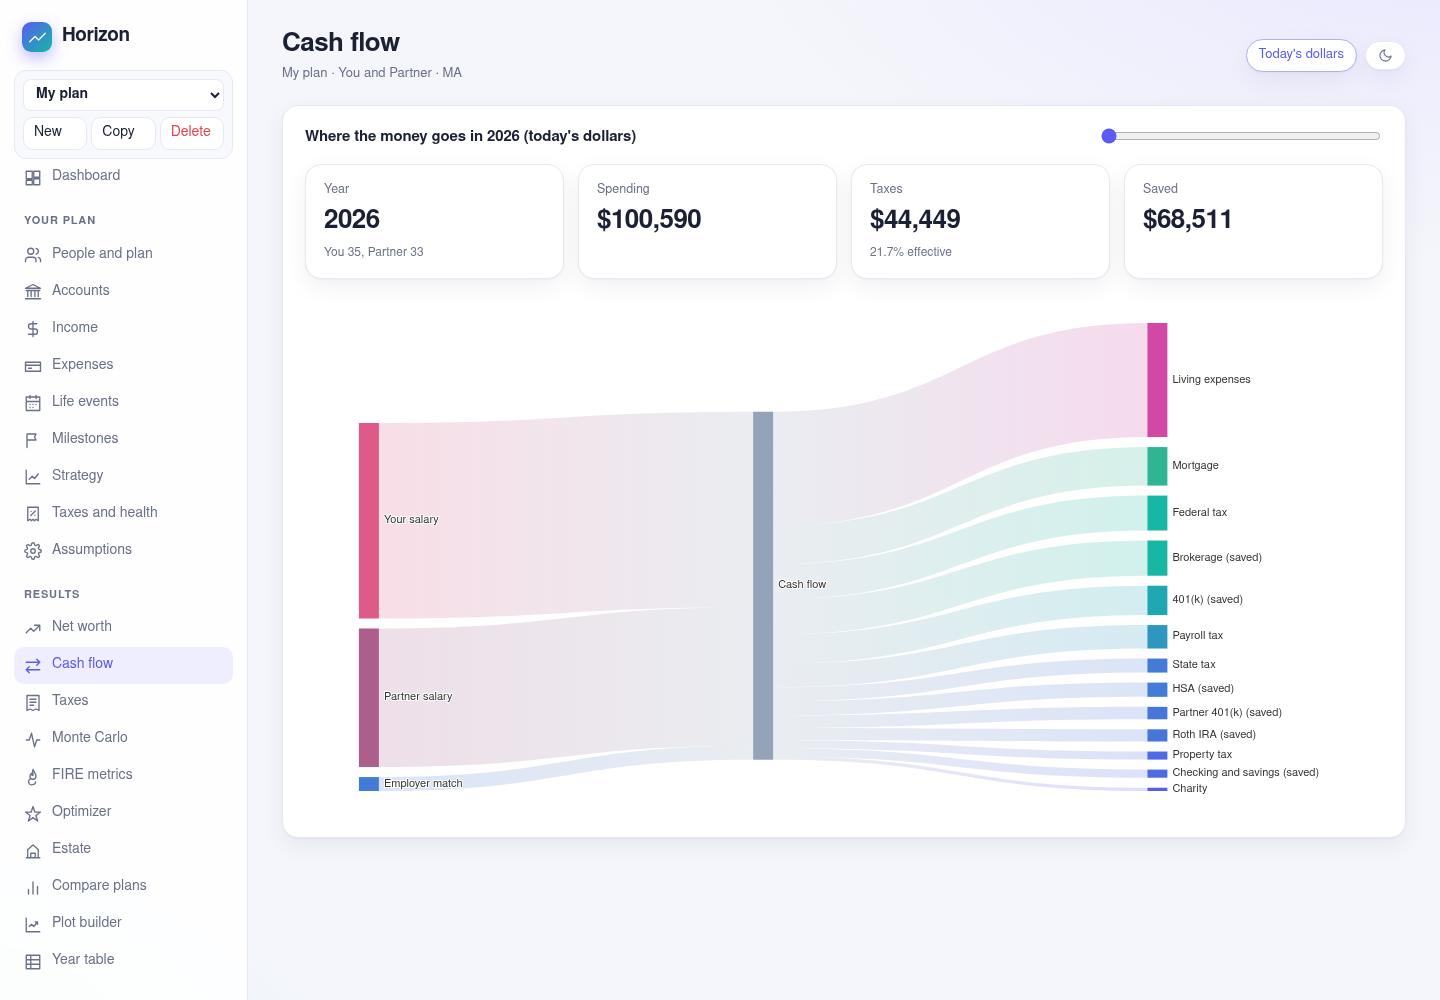 Horizon
My plan
New
Copy
Delete
Dashboard
YOUR PLAN
People and plan
Accounts
Income
Expenses
Life events
Milestones
Strategy
Taxes and health
Assumptions
RESULTS
Net worth
Cash flow
Taxes
Monte Carlo
FIRE metrics
Optimizer
Estate
Compare plans
Plot builder
Year table
Cash flow
My plan · You and Partner · MA
Today's dollars
Where the money goes in 2026 (today's dollars)
Year
2026
You 35, Partner 33
Spending
$100,590
Taxes
$44,449
21.7% effective
Saved
$68,511
Your salary
Partner salary
Employer match
Cash flow
Living expenses
Mortgage
Federal tax
Brokerage (saved)
401(k) (saved)
Payroll tax
State tax
HSA (saved)
Partner 401(k) (saved)
Roth IRA (saved)
Property tax
Checking and savings (saved)
Charity